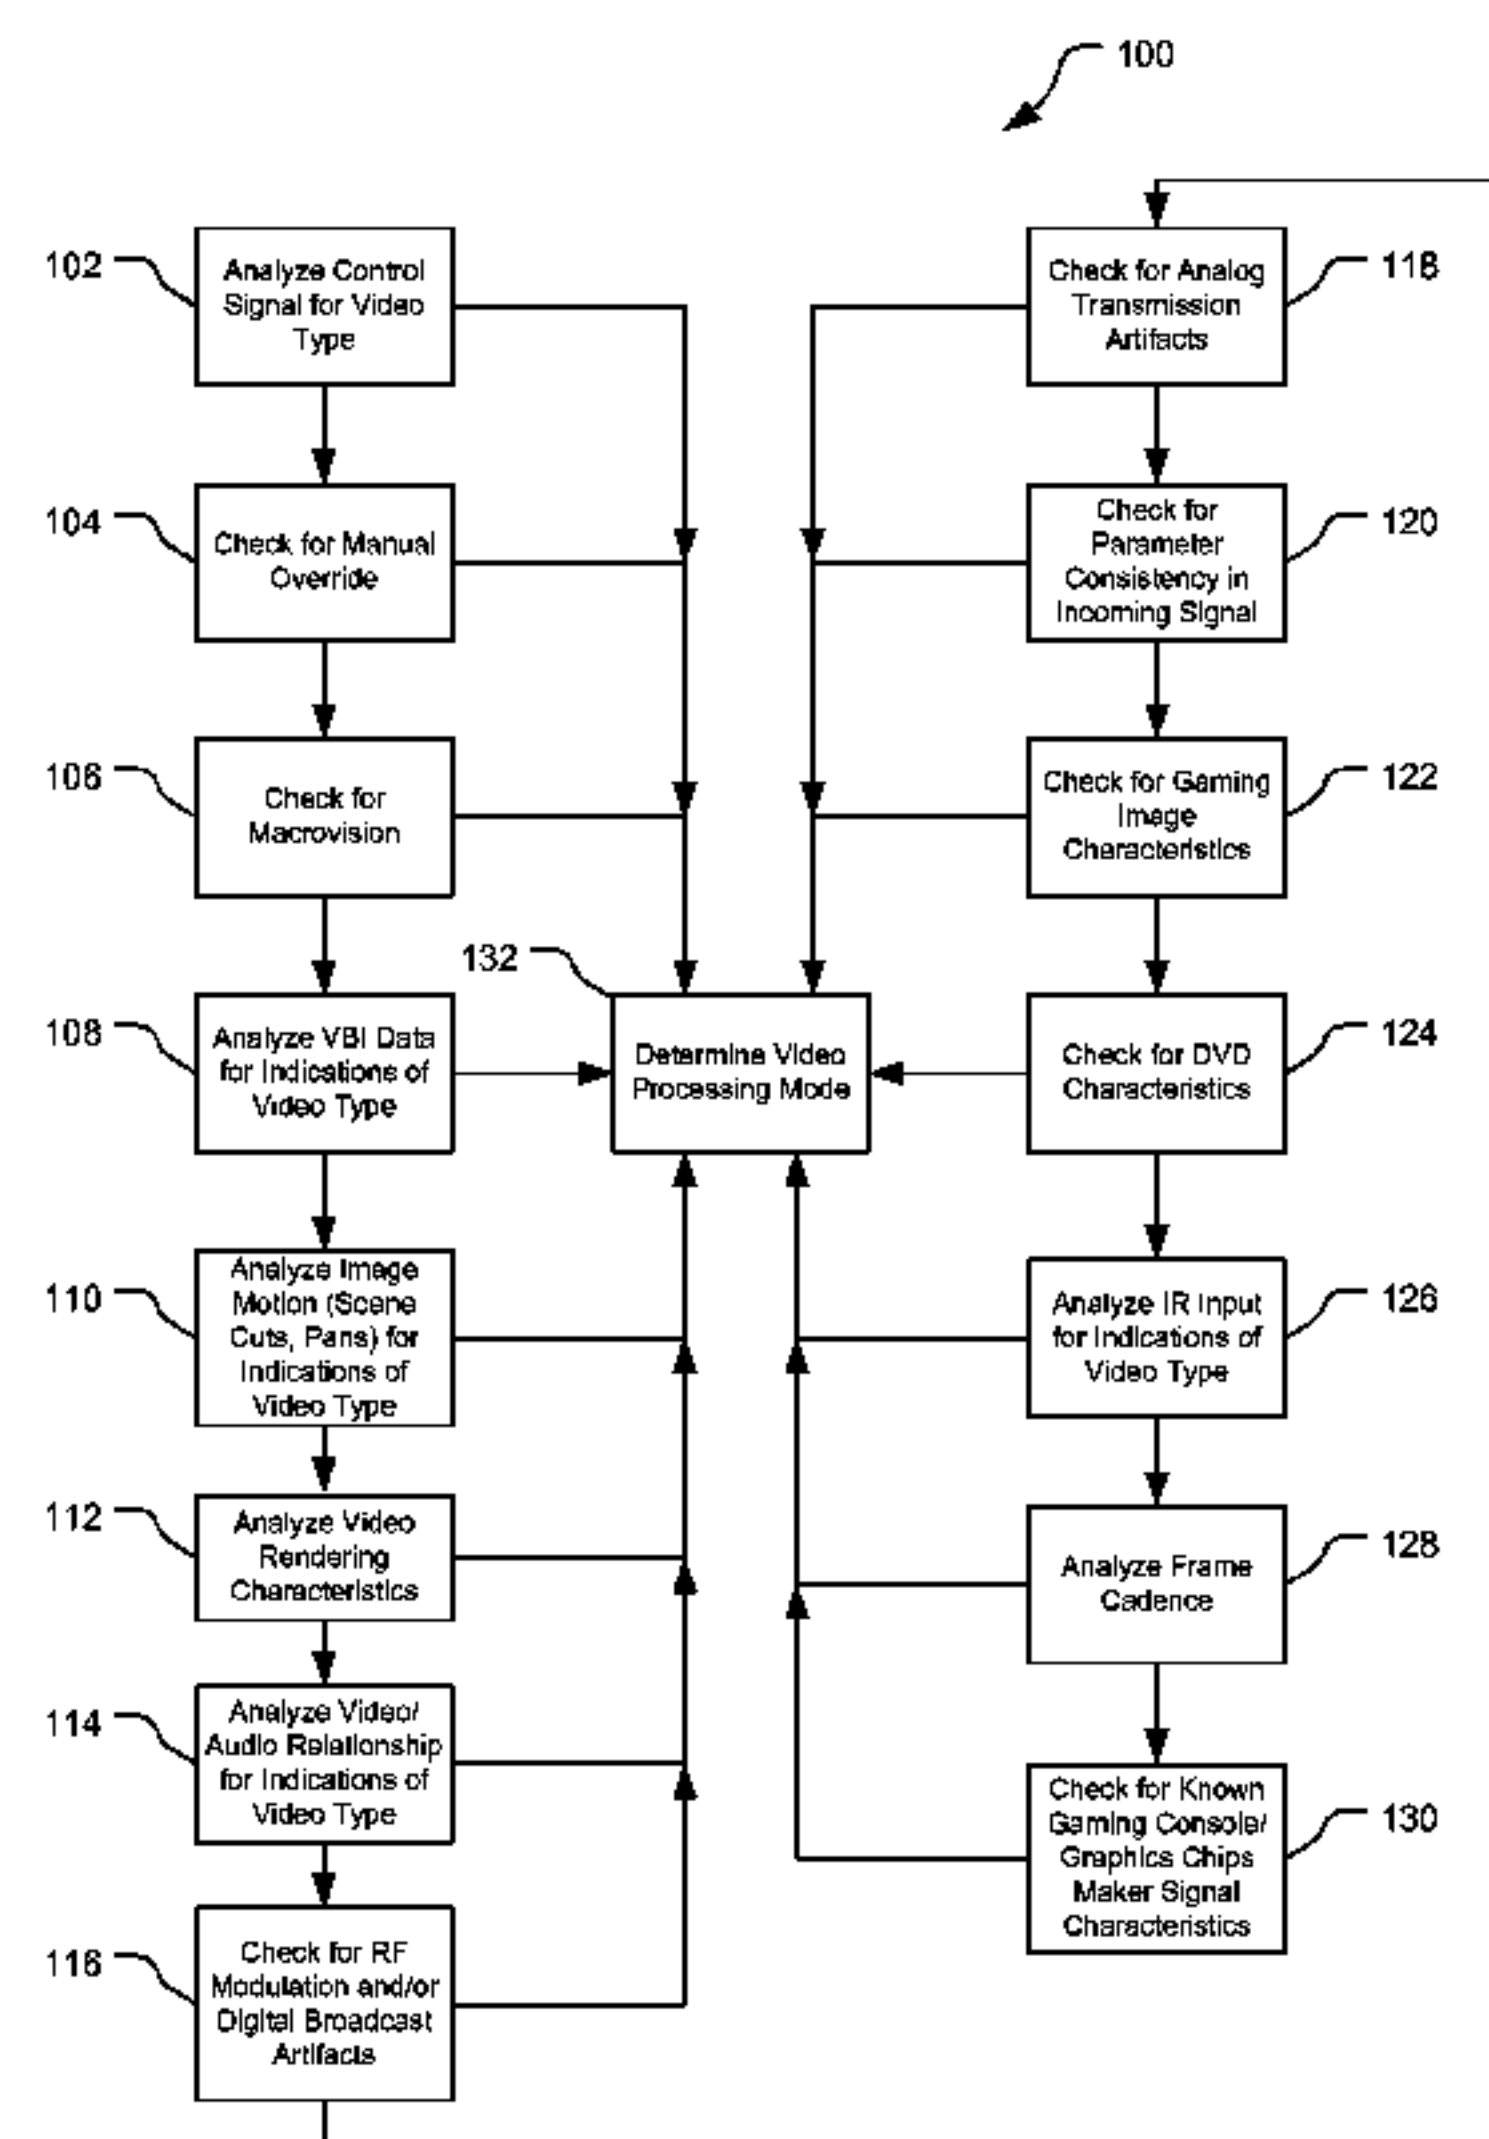 100
102
Analyze Control
Signal for Video
Type
104
Check for Manual
Override
106
Check for
Macrovision
108
Analyze VBI Data
for Indications of
Video Type
110
Analyze Image
Motion (Scene
Cuts, Pans) for
Indications of
Video Type
112
Analyze Video
Rendering
Characteristics
114
Analyze Video/
Audio Relationship
for Indications of
Video Type
116
Check for RF
Modulation and/or
Digital Broadcast
Artifacts
132
Determine Video
Processing Mode
118
Check for Analog
Transmission
Artifacts
120
Check for
Parameter
Consistency in
Incoming Signal
122
Check for Gaming
Image
Characteristics
124
Check for DVD
Characteristics
126
Analyze IR Input
for Indications of
Video Type
128
Analyze Frame
Cadence
130
Check for Known
Gaming Console/
Graphics Chips
Maker Signal
Characteristics